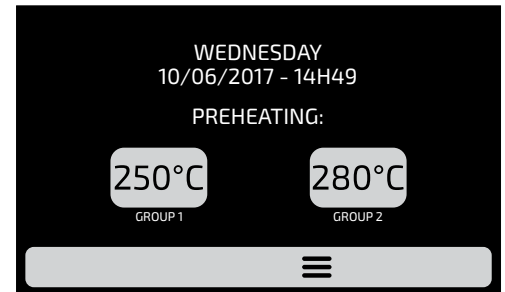 WEDNESDAY
10/06/2017 - 14H49
PREHEATING:
250°C 280°C
GROUP 1 GROUP 2